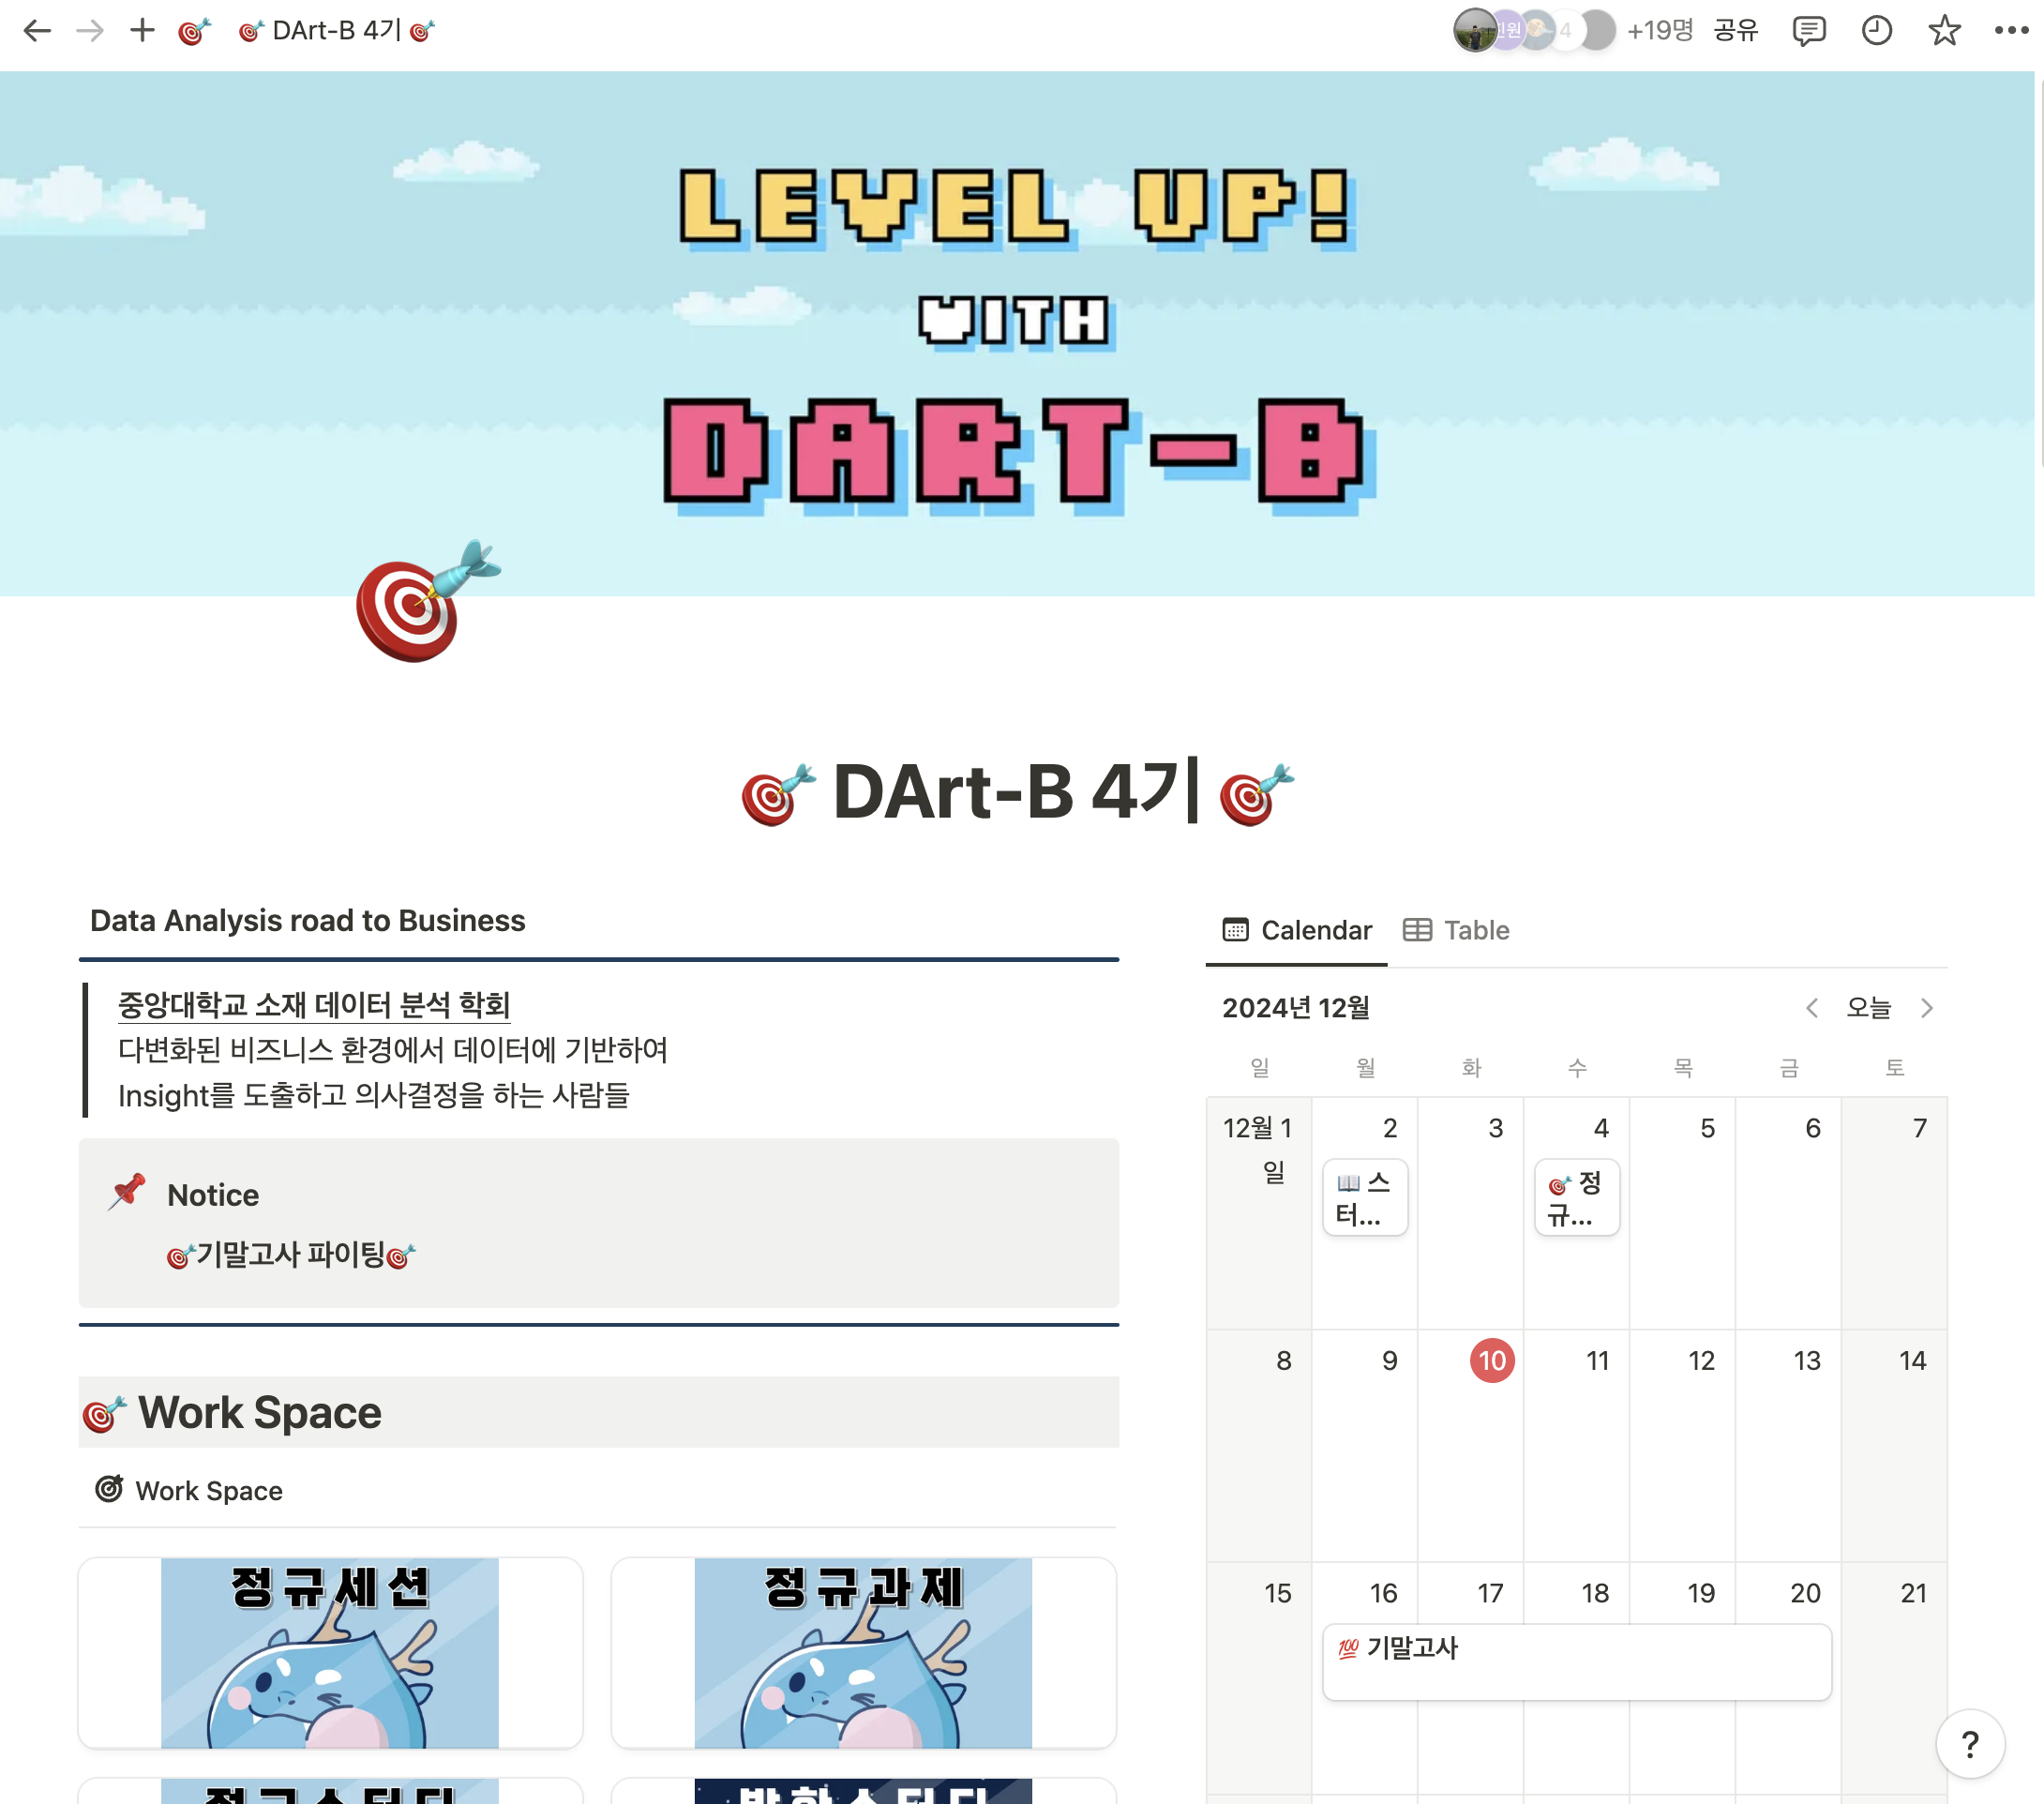 DArt-B 4기
+19명
공유
LEVEL UP!
WITH
DART-B
DArt-B 4기
Data Analysis road to Business
중앙대학교 소재 데이터 분석 학회
다변화된 비즈니스 환경에서 데이터에 기반하여
Insight를 도출하고 의사결정을 하는 사람들
Notice
🎯기말고사 파이팅🎯
Work Space
Work Space
정규세션
정규과제
Calendar
Table
2024년 12월
오늘
일 월 화 수 목 금 토
12월 1일 2 3 4 5 6 7
📖 스터...
🎯 정규...
8 9 10 11 12 13 14
15 16 17 18 19 20 21
💯 기말고사
?